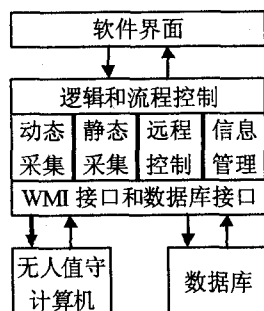 软件界面
逻辑和流程控制
动态 静态 远程 信息
采集 采集 控制 管理
WMI 接口和数据库接口
无人值守
计算机
数据库